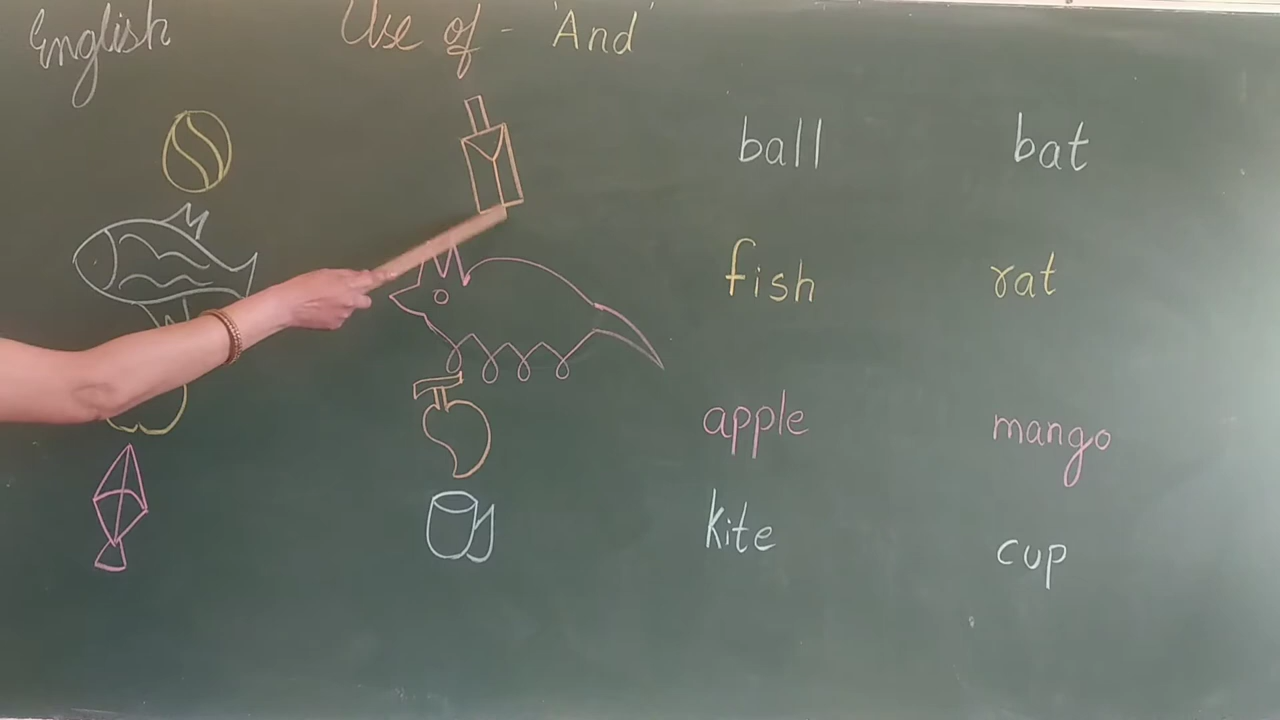 English Use of - 'And'
ball bat
fish rat
apple mango
kite cup